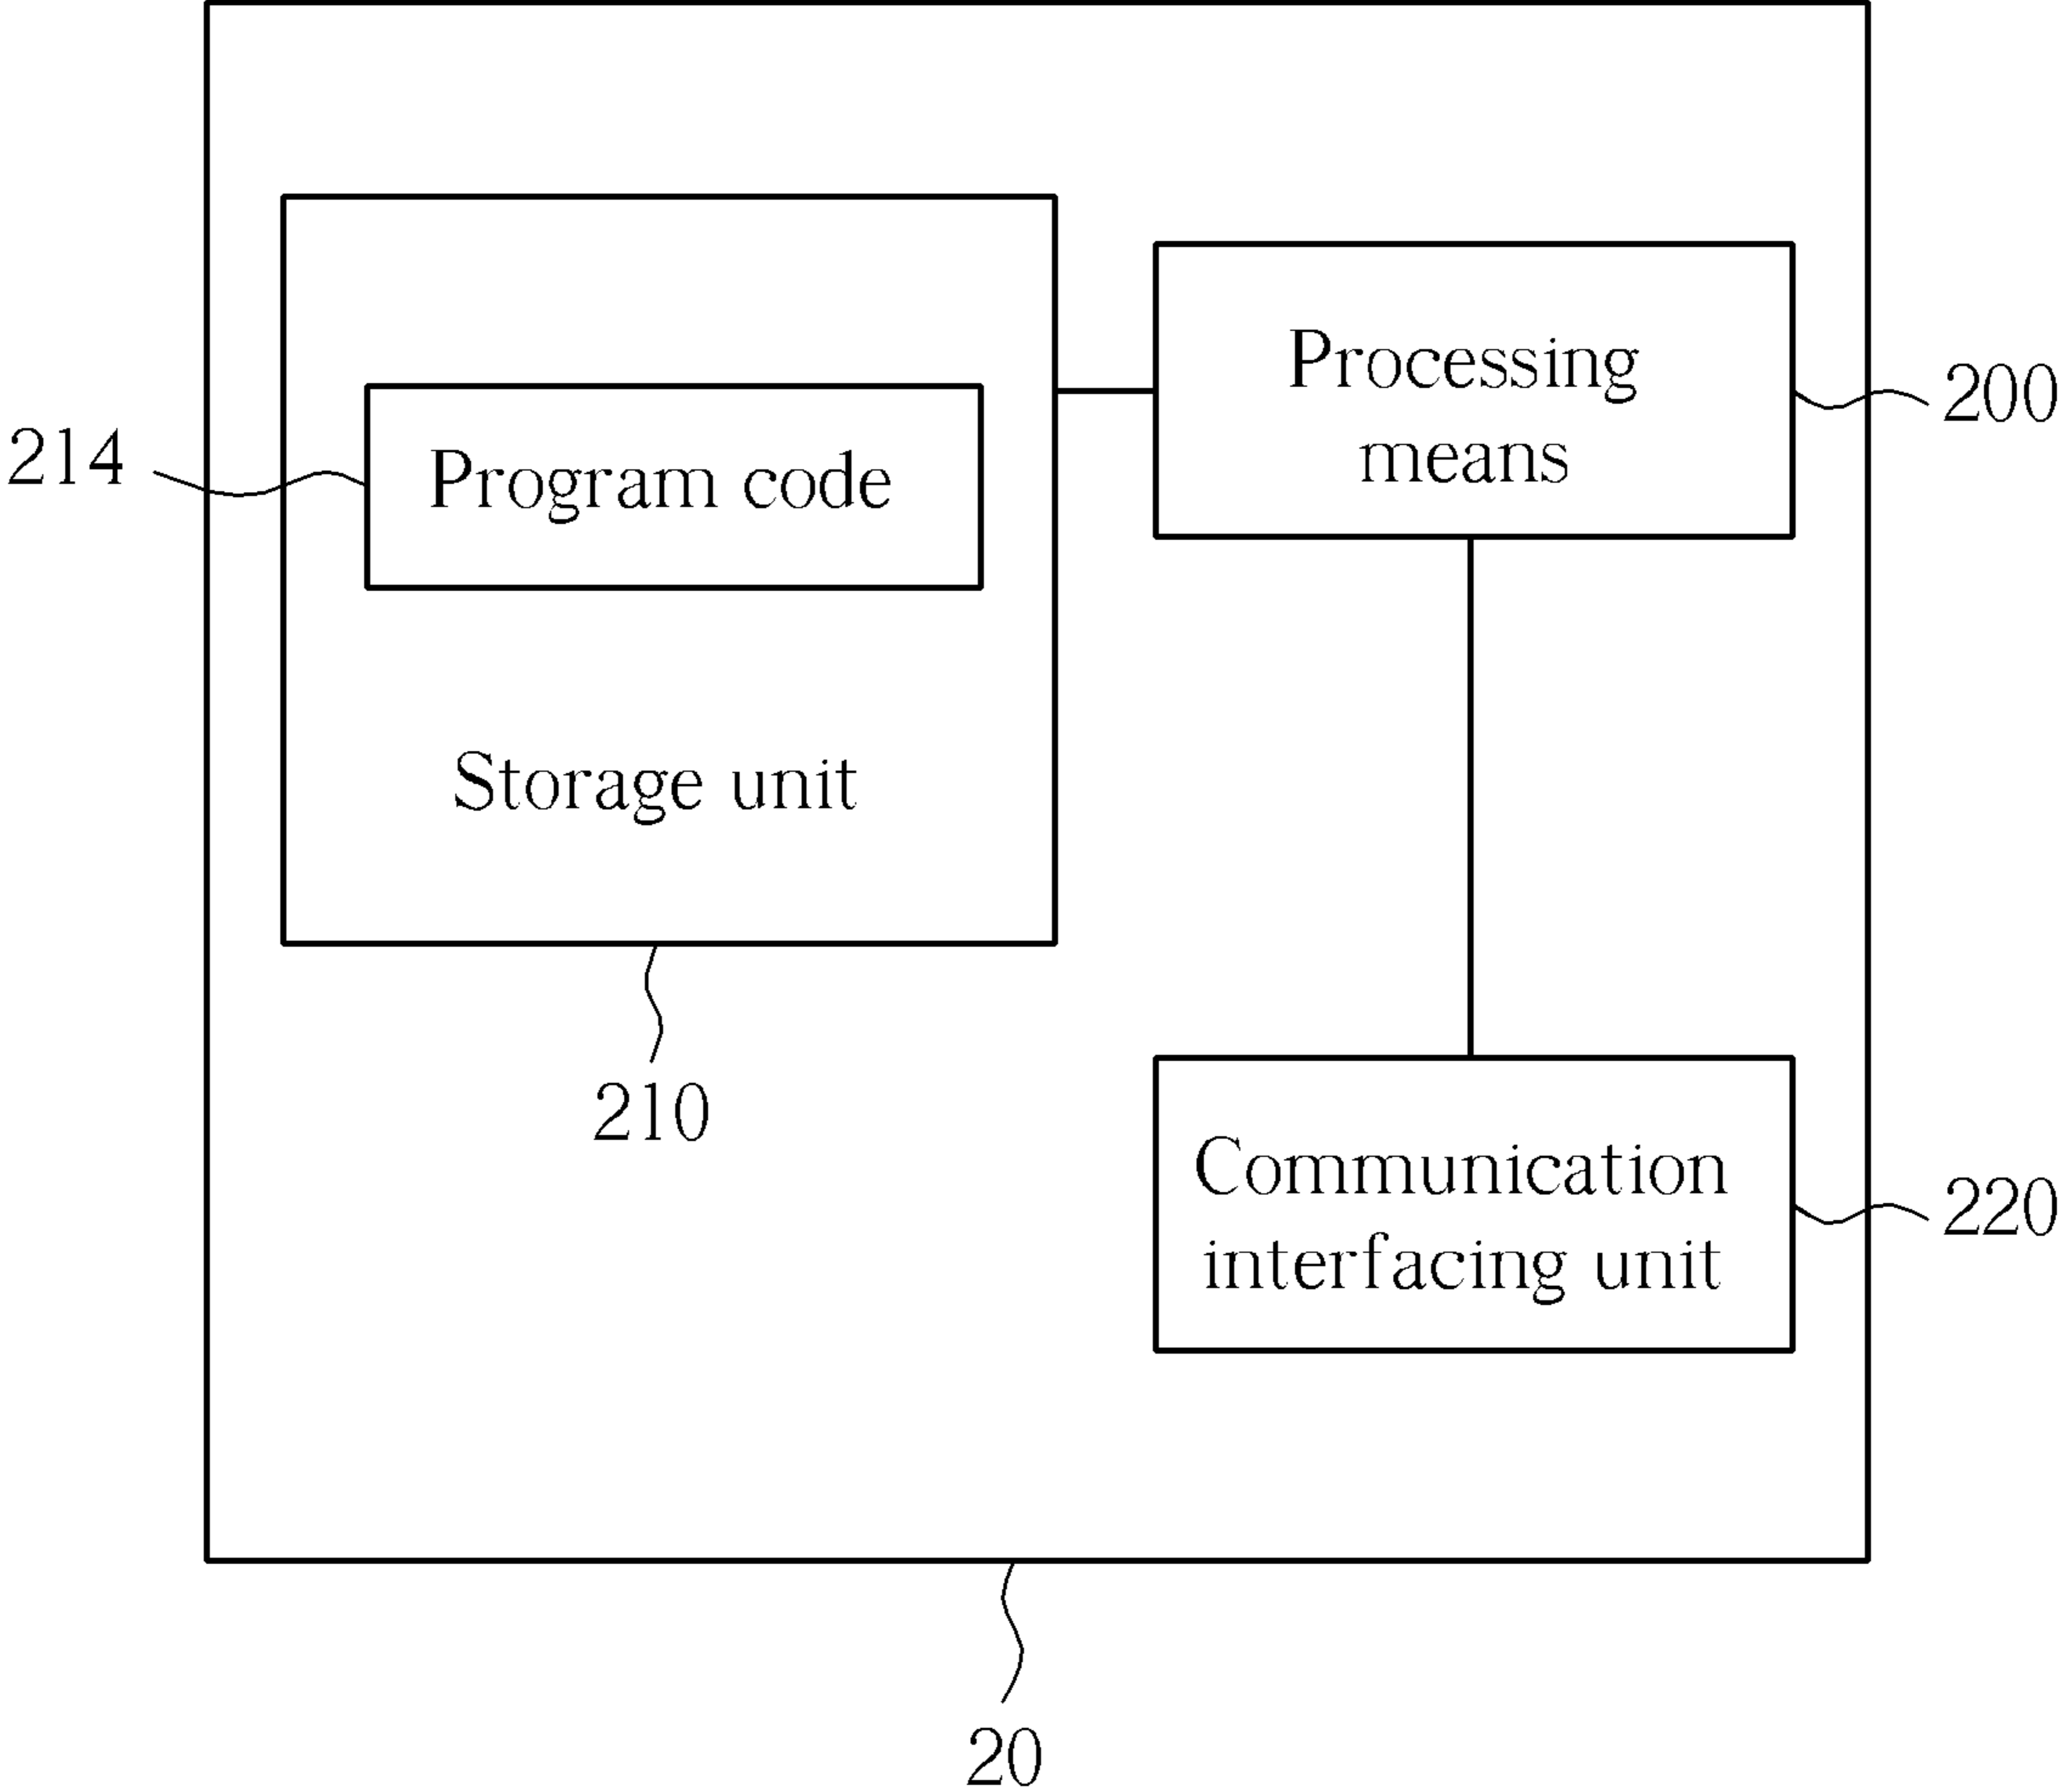 Processing
means
200
214
Program code
Storage unit
210
Communication
interfacing unit
220
20